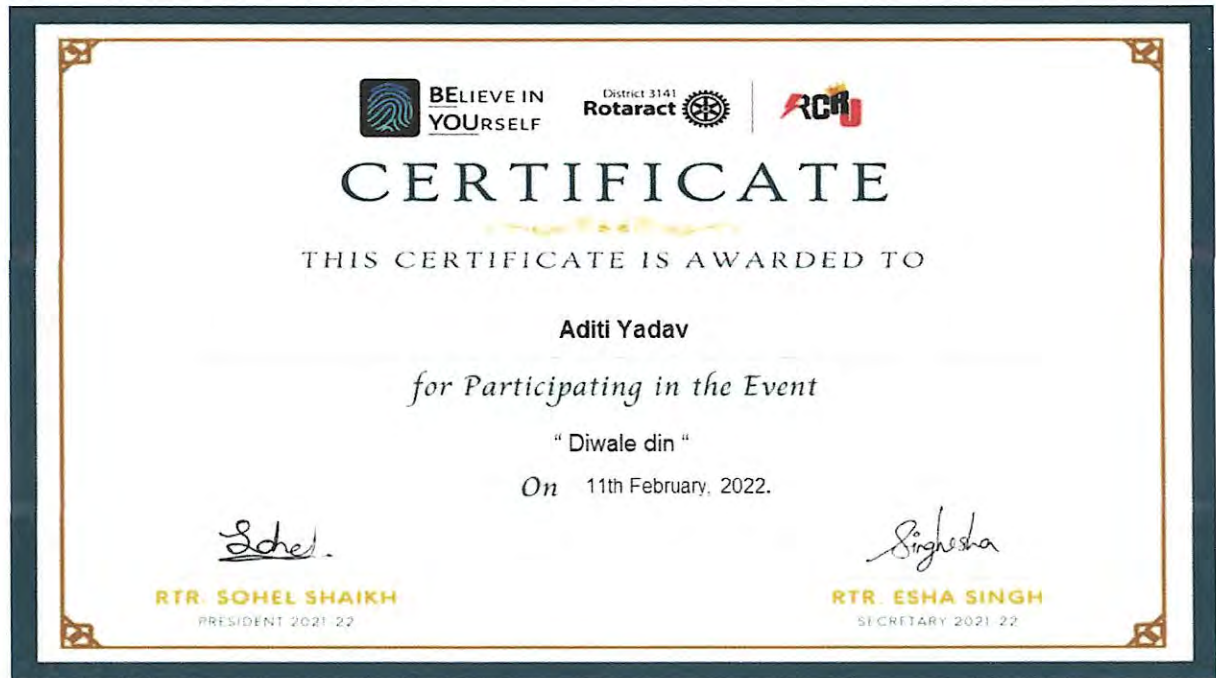 BELIEVE IN
YOURSELF
District 3141
Rotaract
RCRU
CERTIFICATE
THIS CERTIFICATE IS AWARDED TO
Aditi Yadav
for Participating in the Event
“ Diwale din “
On 11th February, 2022.
Sohel.
Singhesha
RTR. SOHEL SHAIKH
PRESIDENT 2021-22
RTR. ESHA SINGH
SECRETARY 2021-22